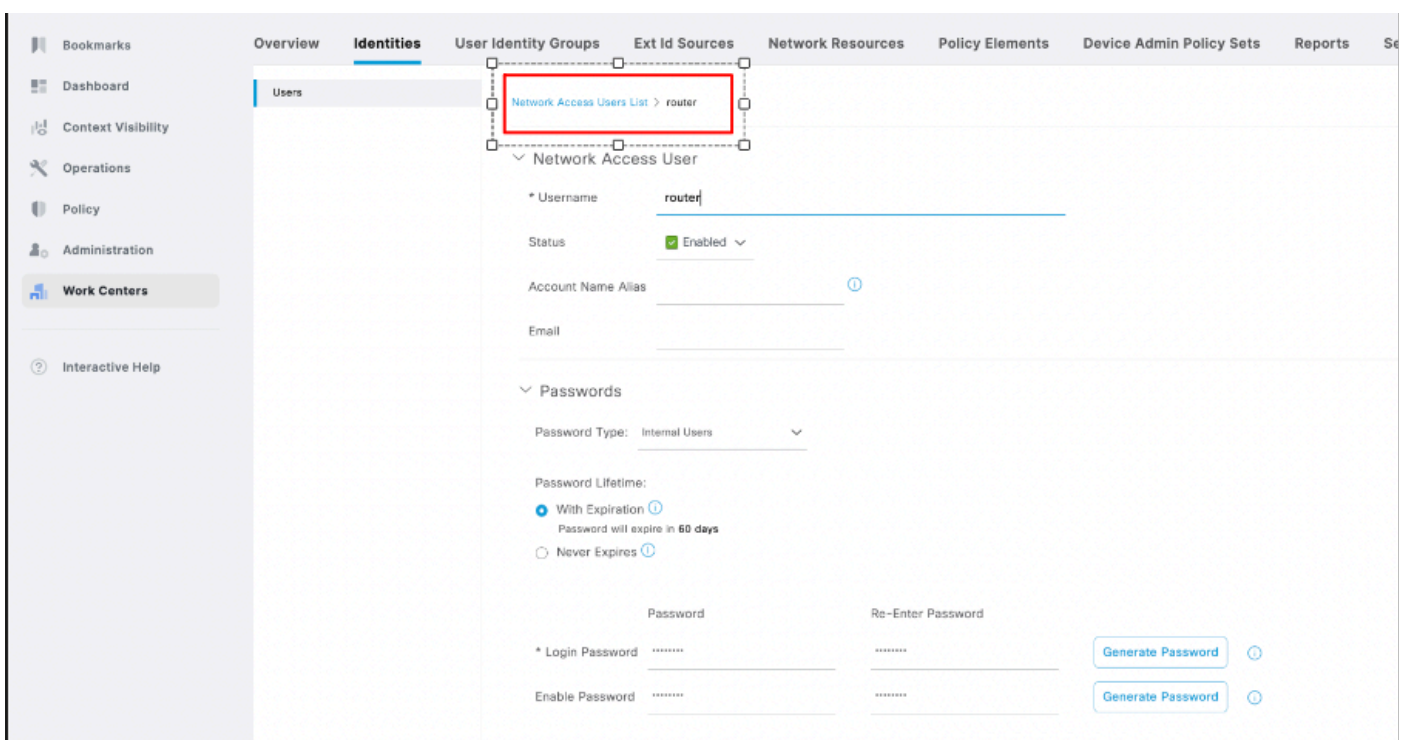 Bookmarks
Dashboard
Context Visibility
Operations
Policy
Administration
Work Centers
Interactive Help
Overview Identities User Identity Groups Ext Id Sources Network Resources Policy Elements Device Admin Policy Sets Reports Se
Users
Network Access Users List > router
Network Access User
* Username router
Status Enabled
Account Name Alias
Email
Passwords
Password Type: Internal Users
Password Lifetime:
With Expiration
Password will expire in 60 days
Never Expires
Password Re-Enter Password
* Login Password ········ ········ Generate Password
Enable Password ········ ········ Generate Password